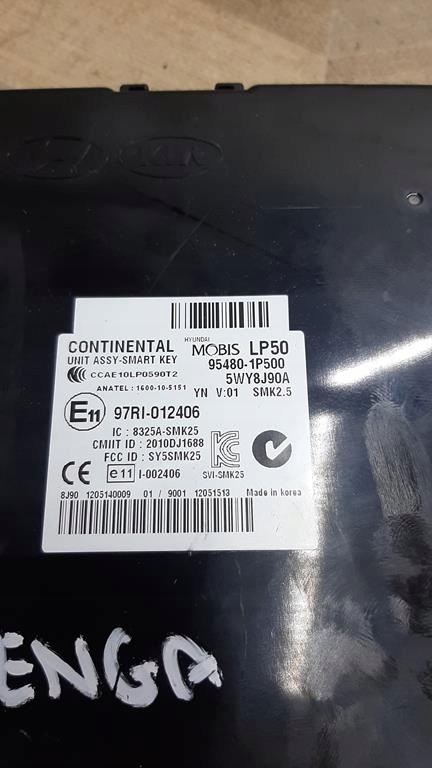 KIA
CONTINENTAL HYUNDAI MOBIS LP50
UNIT ASSY-SMART KEY 95480-1P500
CCAE10LP0590T2 5WY8J90A
ANATEL : 1600-10-5151 YN V:01 SMK2.5
E11 97RI-012406
IC : 8325A-SMK25
CMIIT ID : 2010DJ1688
FCC ID : SY5SMK25
CE e11 I-002406 SVI-SMK25
8J90 1205140009 01 / 9001 12051513 Made in korea
ENGA